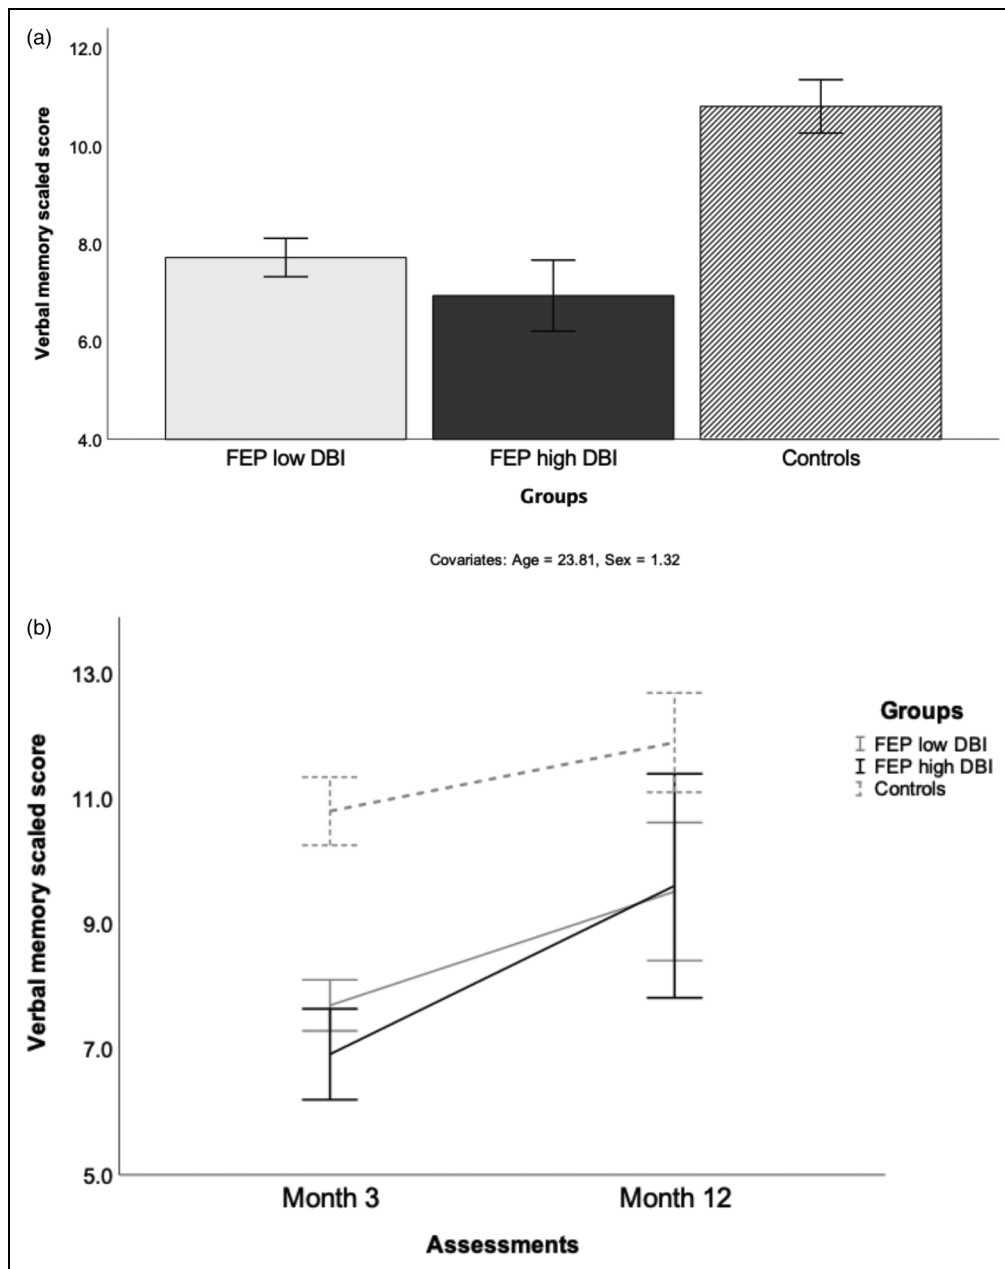 (a)
12.0
10.0
8.0
6.0
4.0
Verbal memory scaled score
FEP low DBI
FEP high DBI
Controls
Groups
Covariates: Age = 23.81, Sex = 1.32
(b)
13.0
11.0
9.0
7.0
5.0
Verbal memory scaled score
Groups
FEP low DBI
FEP high DBI
Controls
Month 3
Month 12
Assessments